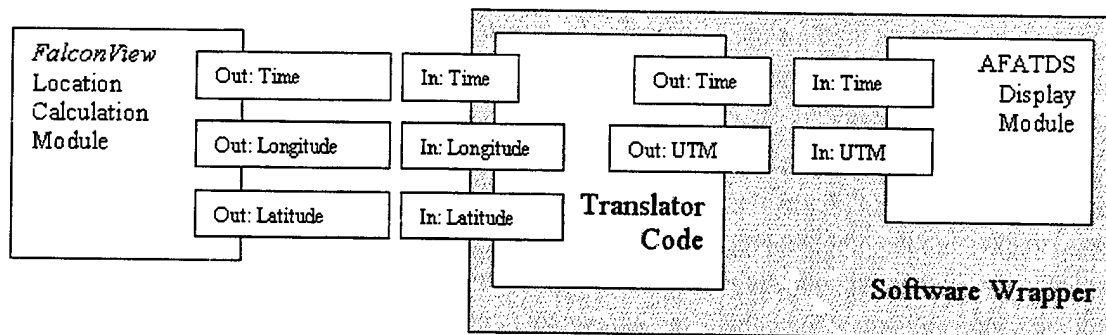 FalconView
Location
Calculation
Module
Out: Time
Out: Longitude
Out: Latitude
In: Time
In: Longitude
In: Latitude
Out: Time
Out: UTM
Translator
Code
In: Time
In: UTM
AFATDS
Display
Module
Software Wrapper